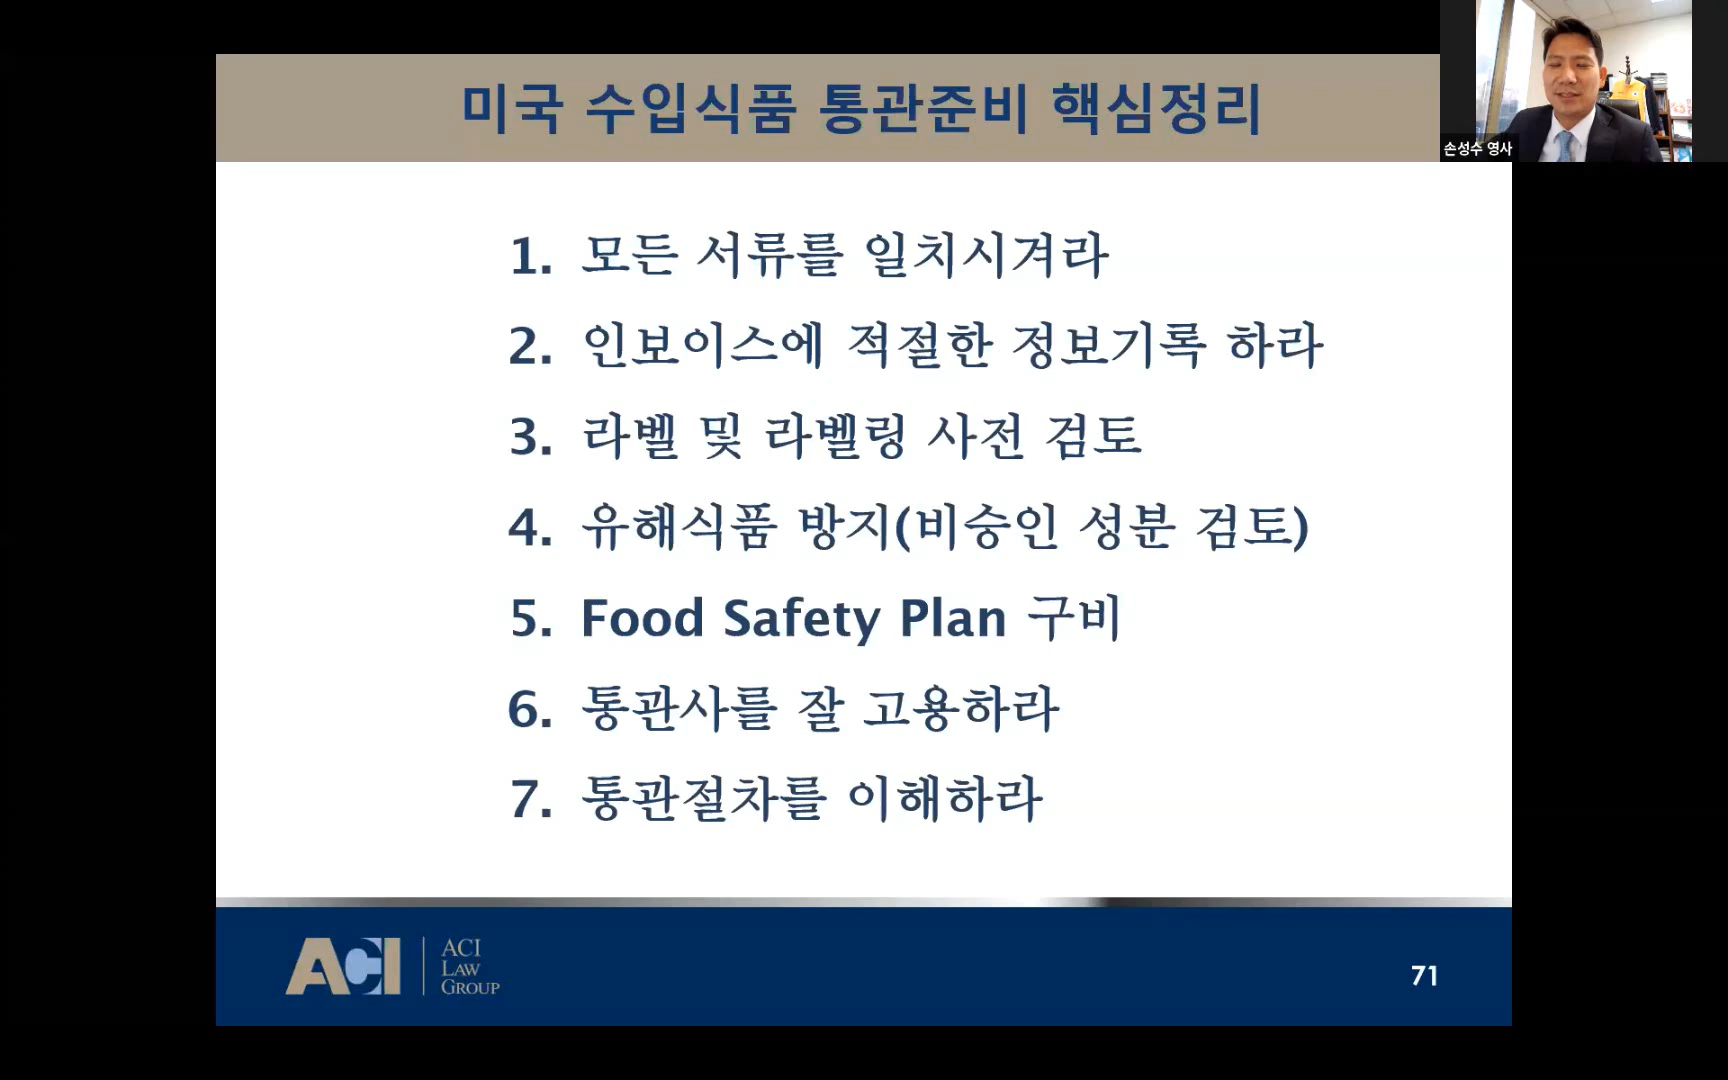 미국 수입식품 통관준비 핵심정리
손성수 영사
1. 모든 서류를 일치시겨라
2. 인보이스에 적절한 정보기록 하라
3. 라벨 및 라벨링 사전 검토
4. 유해식품 방지(비승인 성분 검토)
5. Food Safety Plan 구비
6. 통관사를 잘 고용하라
7. 통관절차를 이해하라
ACI
ACI
LAW
GROUP
71